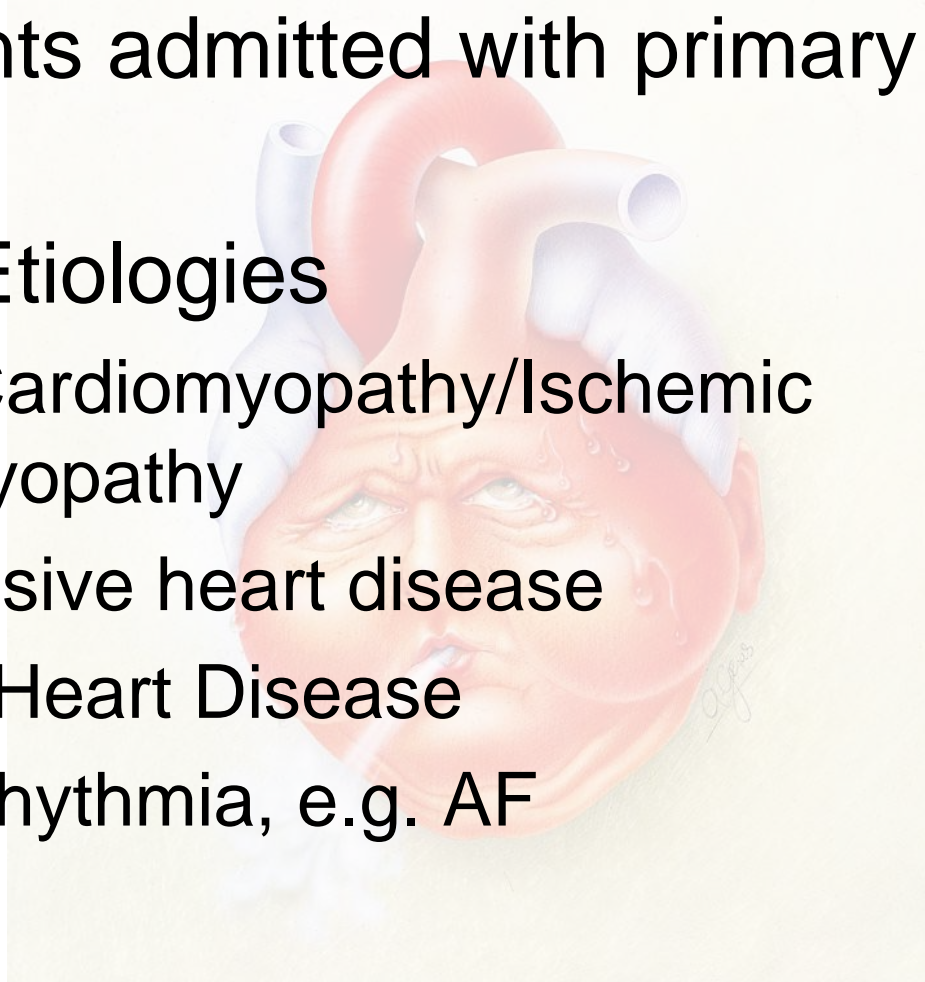 nts admitted with primary
Etiologies
Cardiomyopathy/Ischemic
yopathy
sive heart disease
Heart Disease
hythmia, e.g. AF